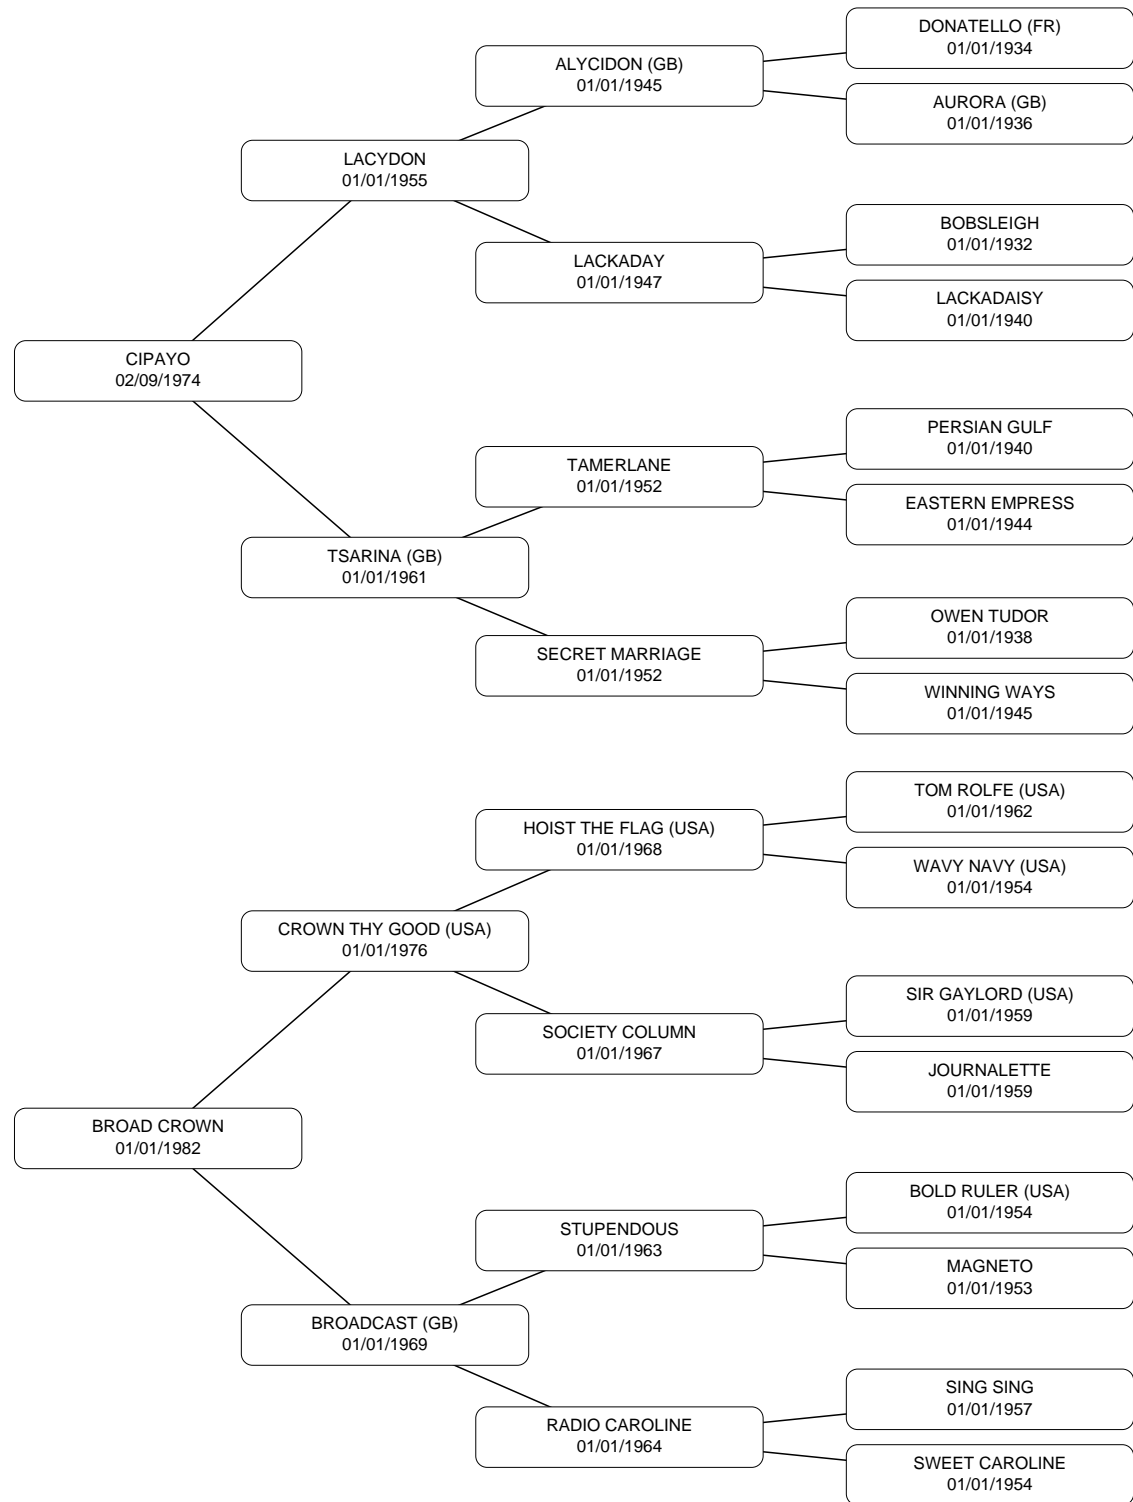 DONATELLO (FR)
01/01/1934
ALYCIDON (GB)
01/01/1945
AURORA (GB)
01/01/1936
LACYDON
01/01/1955
BOBSLEIGH
01/01/1932
LACKADAY
01/01/1947
LACKADAISY
01/01/1940
CIPAYO
02/09/1974
PERSIAN GULF
01/01/1940
TAMERLANE
01/01/1952
EASTERN EMPRESS
01/01/1944
TSARINA (GB)
01/01/1961
OWEN TUDOR
01/01/1938
SECRET MARRIAGE
01/01/1952
WINNING WAYS
01/01/1945
TOM ROLFE (USA)
01/01/1962
HOIST THE FLAG (USA)
01/01/1968
WAVY NAVY (USA)
01/01/1954
CROWN THY GOOD (USA)
01/01/1976
SIR GAYLORD (USA)
01/01/1959
SOCIETY COLUMN
01/01/1967
JOURNALETTE
01/01/1959
BROAD CROWN
01/01/1982
BOLD RULER (USA)
01/01/1954
STUPENDOUS
01/01/1963
MAGNETO
01/01/1953
BROADCAST (GB)
01/01/1969
SING SING
01/01/1957
RADIO CAROLINE
01/01/1964
SWEET CAROLINE
01/01/1954